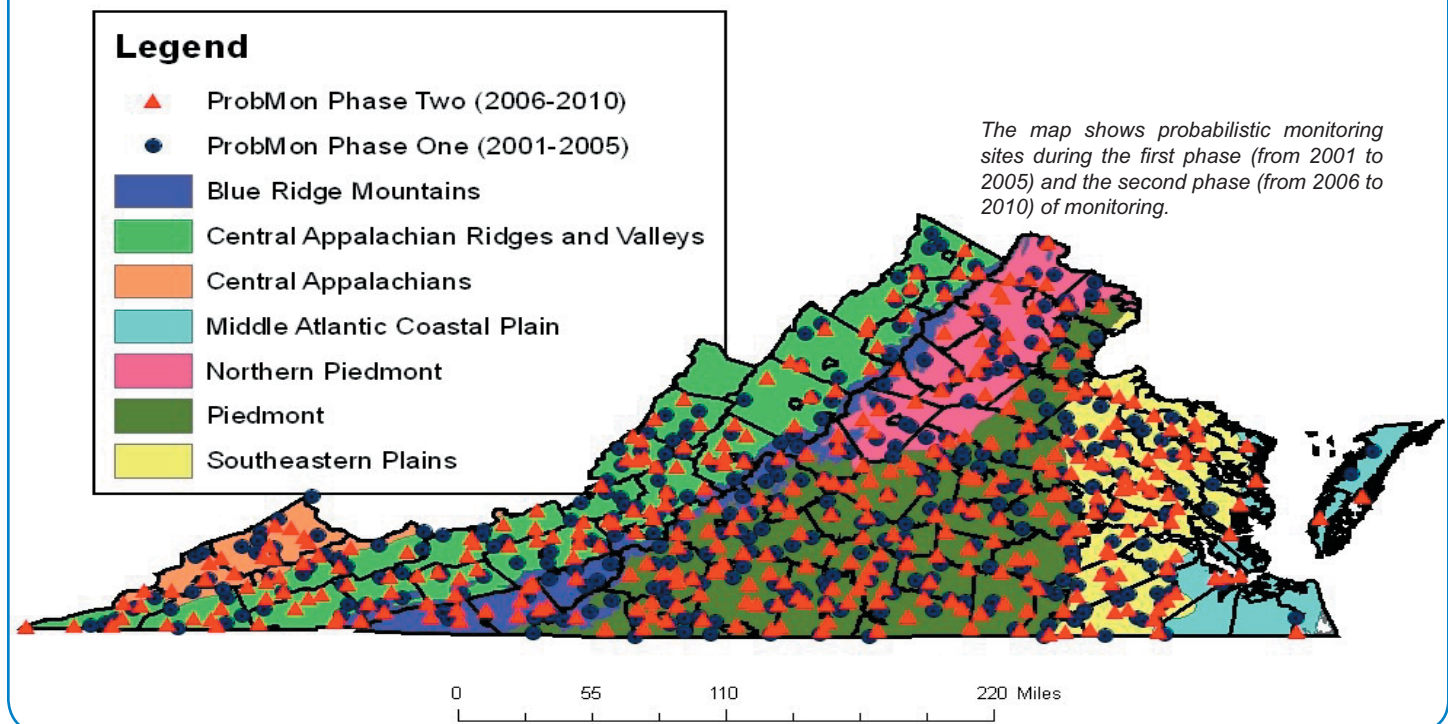 Legend
ProbMon Phase Two (2006-2010)
ProbMon Phase One (2001-2005)
Blue Ridge Mountains
Central Appalachian Ridges and Valleys
Central Appalachians
Middle Atlantic Coastal Plain
Northern Piedmont
Piedmont
Southeastern Plains
The map shows probabilistic monitoring
sites during the first phase (from 2001 to
2005) and the second phase (from 2006 to
2010) of monitoring.
0 55 110 220 Miles